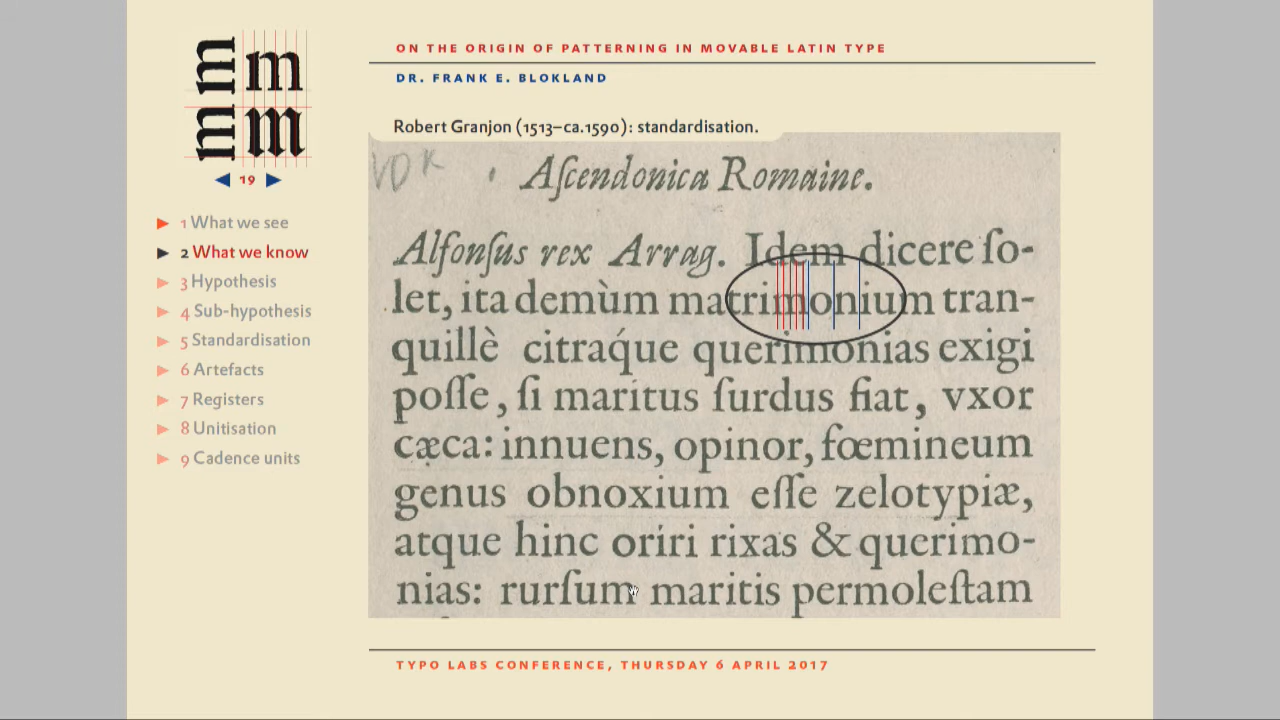 mm
mm
19
1 What we see
2 What we know
3 Hypothesis
4 Sub-hypothesis
5 Standardisation
6 Artefacts
7 Registers
8 Unitisation
9 Cadence units
ON THE ORIGIN OF PATTERNING IN MOVABLE LATIN TYPE
DR. FRANK E. BLOKLAND
Robert Granjon (1513–ca.1590): standardisation.
VDK
Aſcendonica Romaine.
Alfonſus rex Arrag. Idem dicere ſo-
let, ita demùm matrimonium tran-
quillè citraq́ue querimonias exigi
poſſe, ſi maritus ſurdus fiat, vxor
cæca: innuens, opinor, fœmineum
genus obnoxium eſſe zelotypiæ,
atque hinc oriri rixas & querimo-
nias: rurſum maritis permoleſtam
TYPO LABS CONFERENCE, THURSDAY 6 APRIL 2017